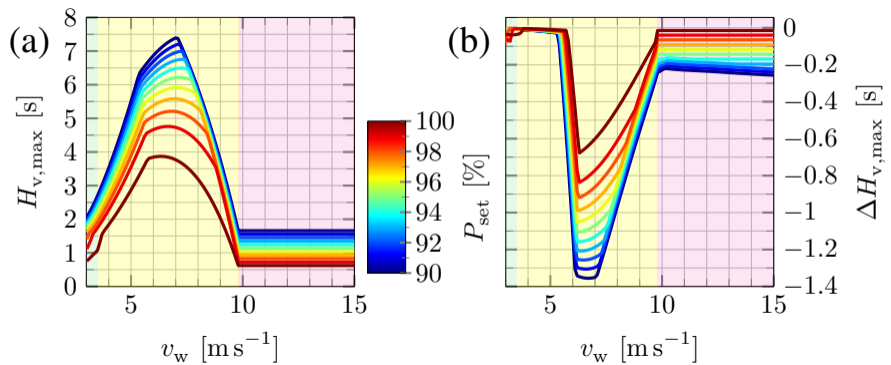 (a)
8
7
6
5
4
3
2
1
0
H_v,max [s]
5 10 15
v_w [m s⁻¹]
100
98
96
94
92
90
P_set [%]
(b)
0
−0.2
−0.4
−0.6
−0.8
−1
−1.2
−1.4
ΔH_v,max [s]
5 10 15
v_w [m s⁻¹]